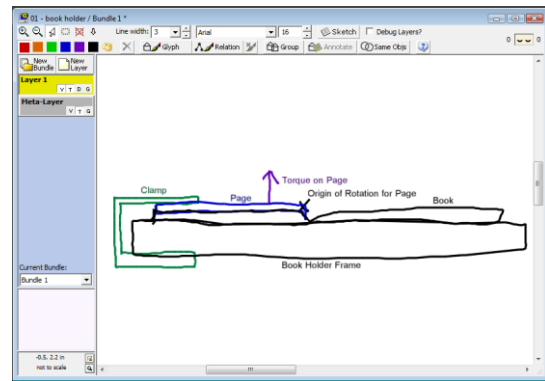 01 - book holder / Bundle 1 *
Line width: 3 Arial 16 Sketch Debug Layers?
Glyph Relation Group Annotate Same Objs
0 0
New Bundle New Layer
Layer 1
V T D G
Meta-Layer
V T G
Torque on Page
Clamp
Page
Origin of Rotation for Page
Book
Book Holder Frame
Current Bundle:
Bundle 1
-0.5, 2.2 in
not to scale